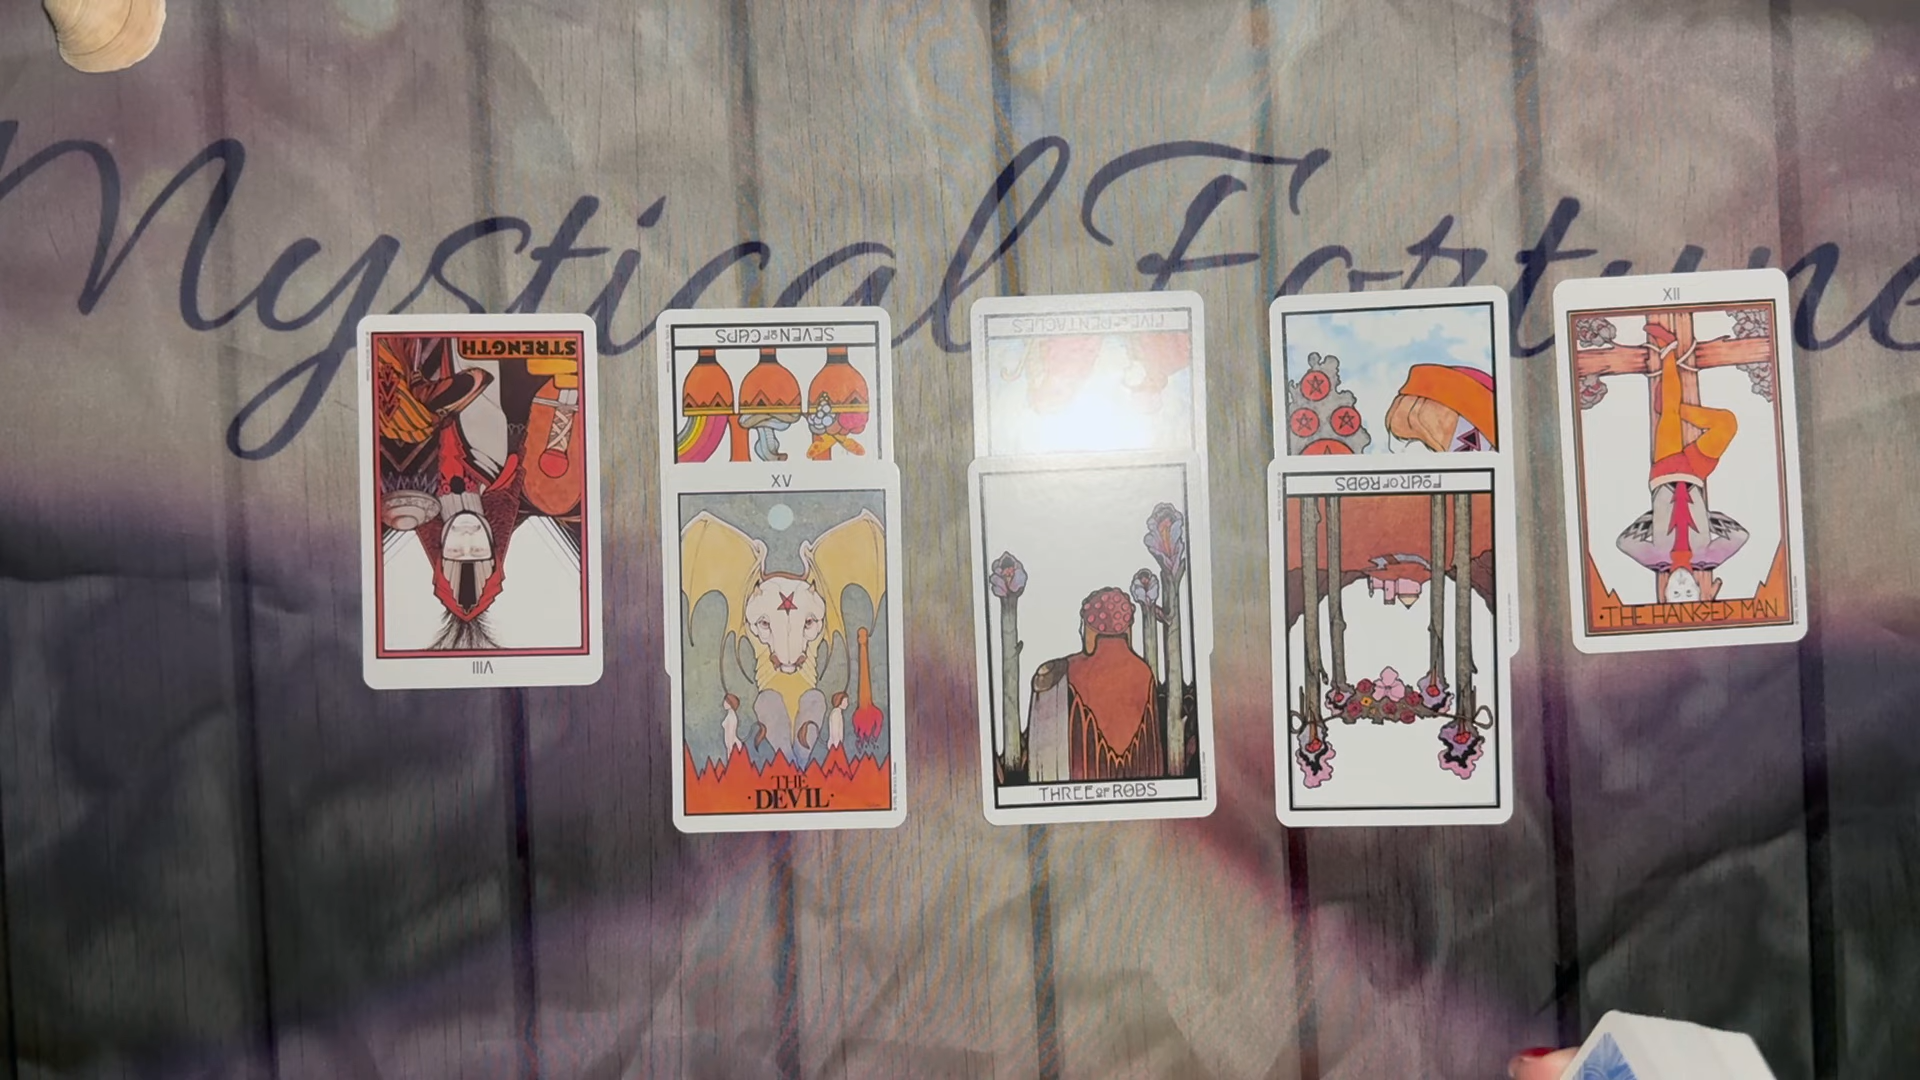 Mystical Fortune
XII
SEVEN OF CUPS
FIVE OF PENTACLES
STRENGTH
XV
FOUR OF RODS
THE HANGED MAN
VIII
THE
·DEVIL·
THREE OF RODS